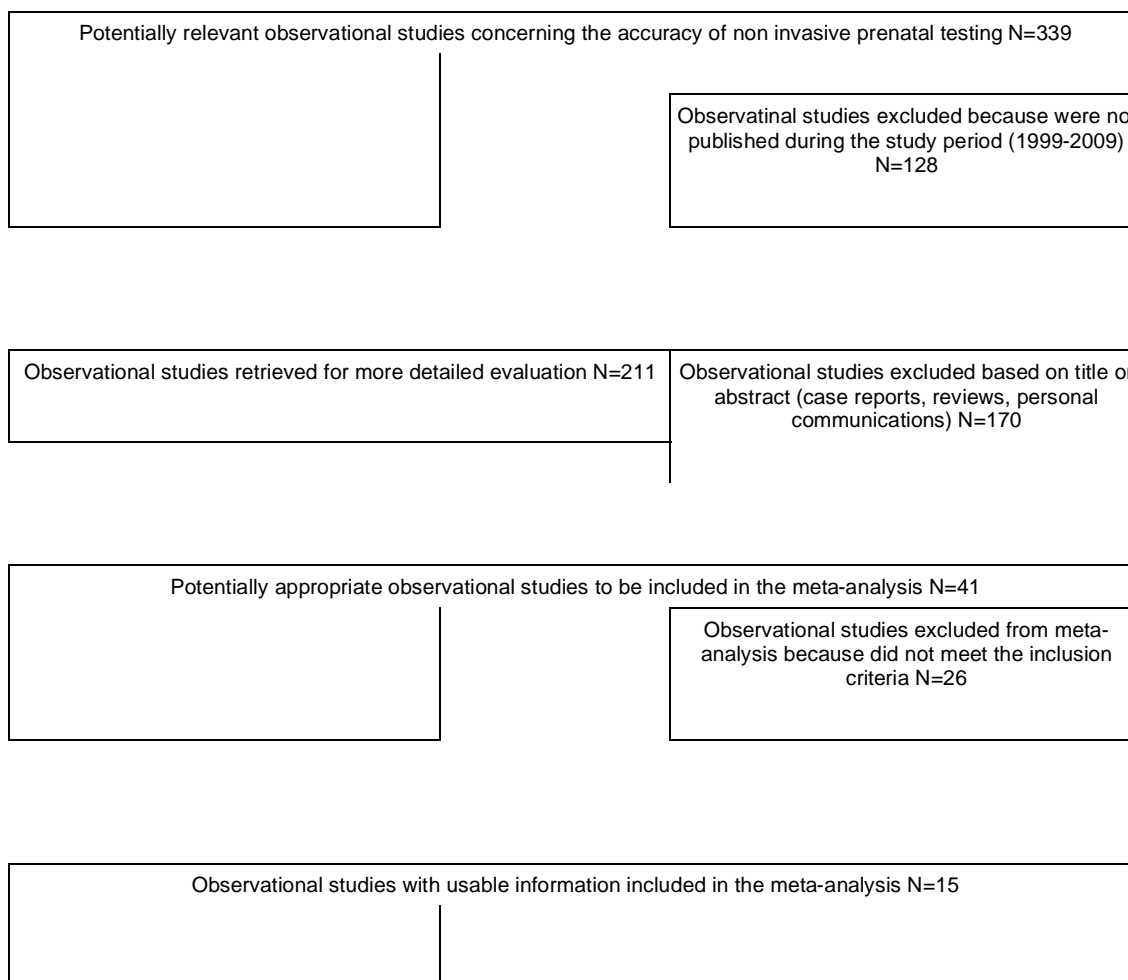 Potentially relevant observational studies concerning the accuracy of non invasive prenatal testing N=339
Observatinal studies excluded because were no
published during the study period (1999-2009)
N=128
Observational studies retrieved for more detailed evaluation N=211
Observational studies excluded based on title o
abstract (case reports, reviews, personal
communications) N=170
Potentially appropriate observational studies to be included in the meta-analysis N=41
Observational studies excluded from meta-
analysis because did not meet the inclusion
criteria N=26
Observational studies with usable information included in the meta-analysis N=15